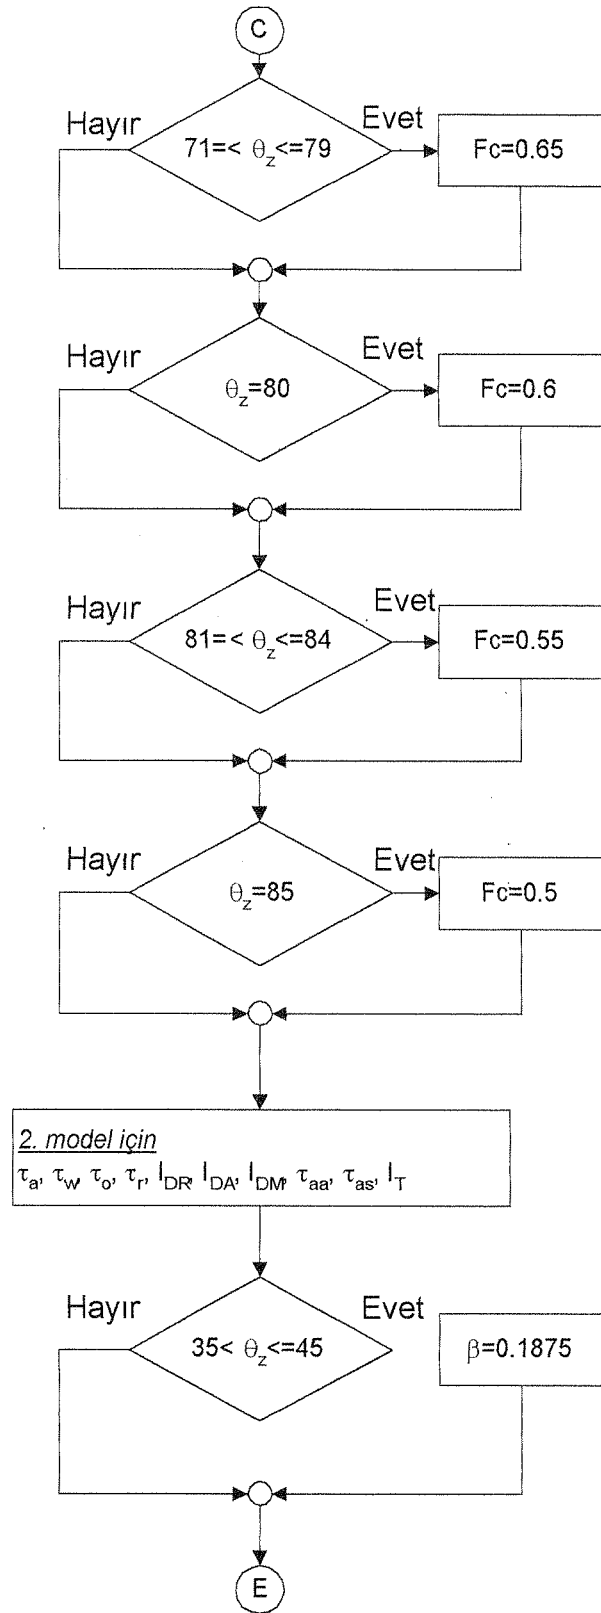 C
Hayır
Evet
71=< θz<=79
Fc=0.65
Hayır
Evet
θz=80
Fc=0.6
Hayır
Evet
81=< θz<=84
Fc=0.55
Hayır
Evet
θz=85
Fc=0.5
2. model için
τa, τw, τo, τr, IDR, IDA, IDM, τaa, τas, IT
Hayır
Evet
35< θz<=45
β=0.1875
E